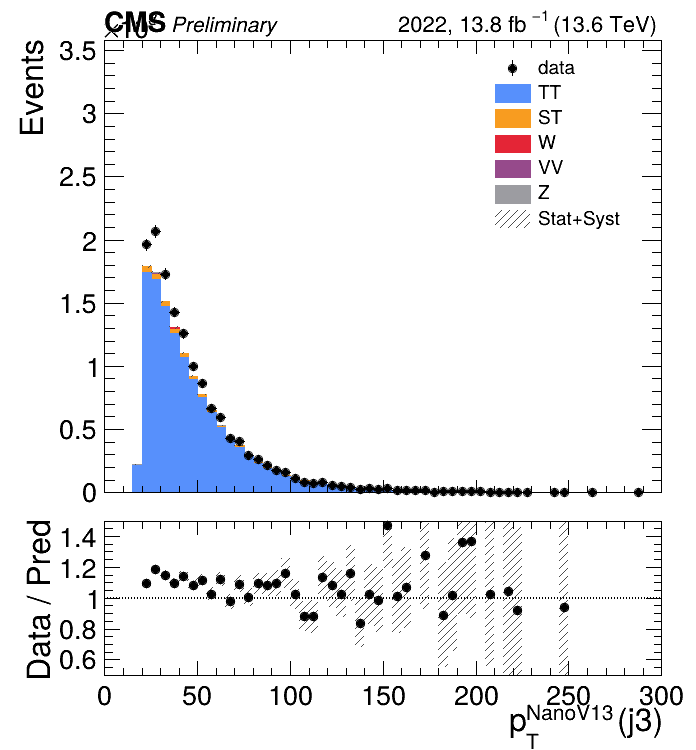 CMS Preliminary 2022, 13.8 fb⁻¹ (13.6 TeV)
Events
3.5
3
2.5
2
1.5
1
0.5
0
data
TT
ST
W
VV
Z
Stat+Syst
Data / Pred
1.4
1.2
1
0.8
0.6
0 50 100 150 200 250 300
p_T^NanoV13 (j3)